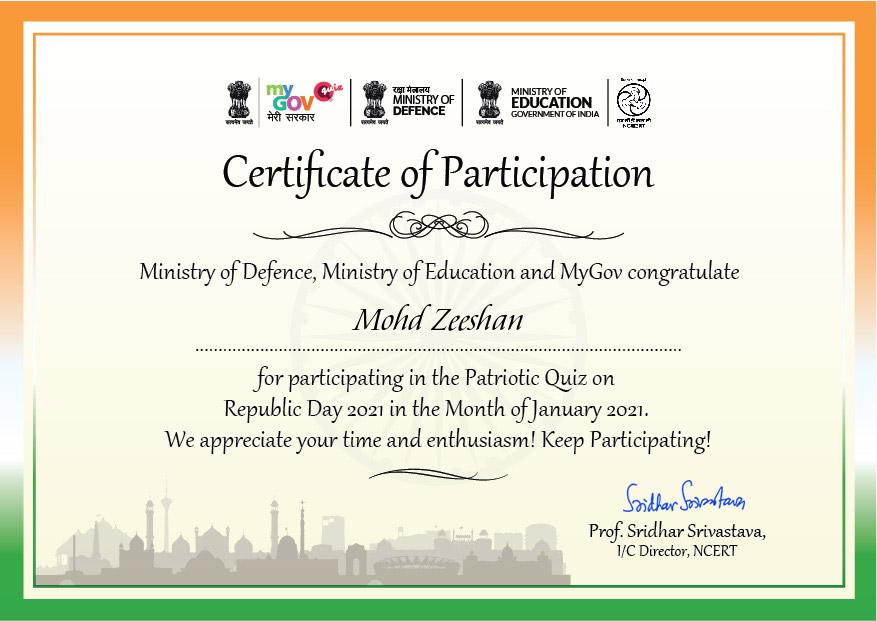 सत्यमेव जयते
my
GOV
Quiz
मेरी सरकार
सत्यमेव जयते
रक्षा मंत्रालय
MINISTRY OF
DEFENCE
सत्यमेव जयते
MINISTRY OF
EDUCATION
GOVERNMENT OF INDIA
NCERT
Certificate of Participation
Ministry of Defence, Ministry of Education and MyGov congratulate
Mohd Zeeshan
for participating in the Patriotic Quiz on
Republic Day 2021 in the Month of January 2021.
We appreciate your time and enthusiasm! Keep Participating!
Sridhar Srivastava
Prof. Sridhar Srivastava,
I/C Director, NCERT